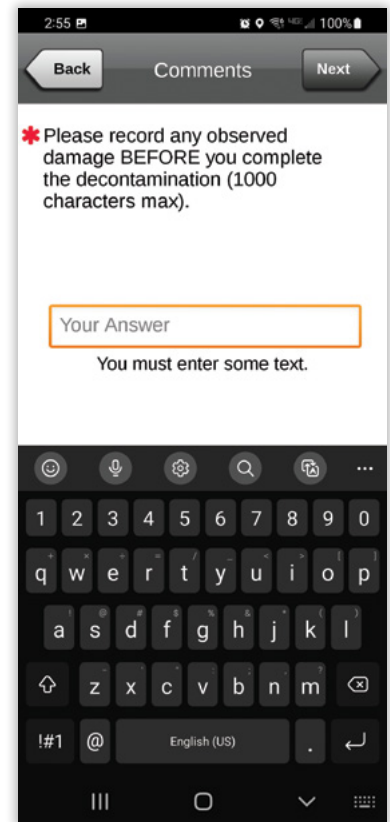 2:55 100%
Back Comments Next
*Please record any observed
damage BEFORE you complete
the decontamination (1000
characters max).
Your Answer
You must enter some text.
1 2 3 4 5 6 7 8 9 0
q w e r t y u i o p
a s d f g h j k l
z x c v b n m
!#1 @ English (US) .